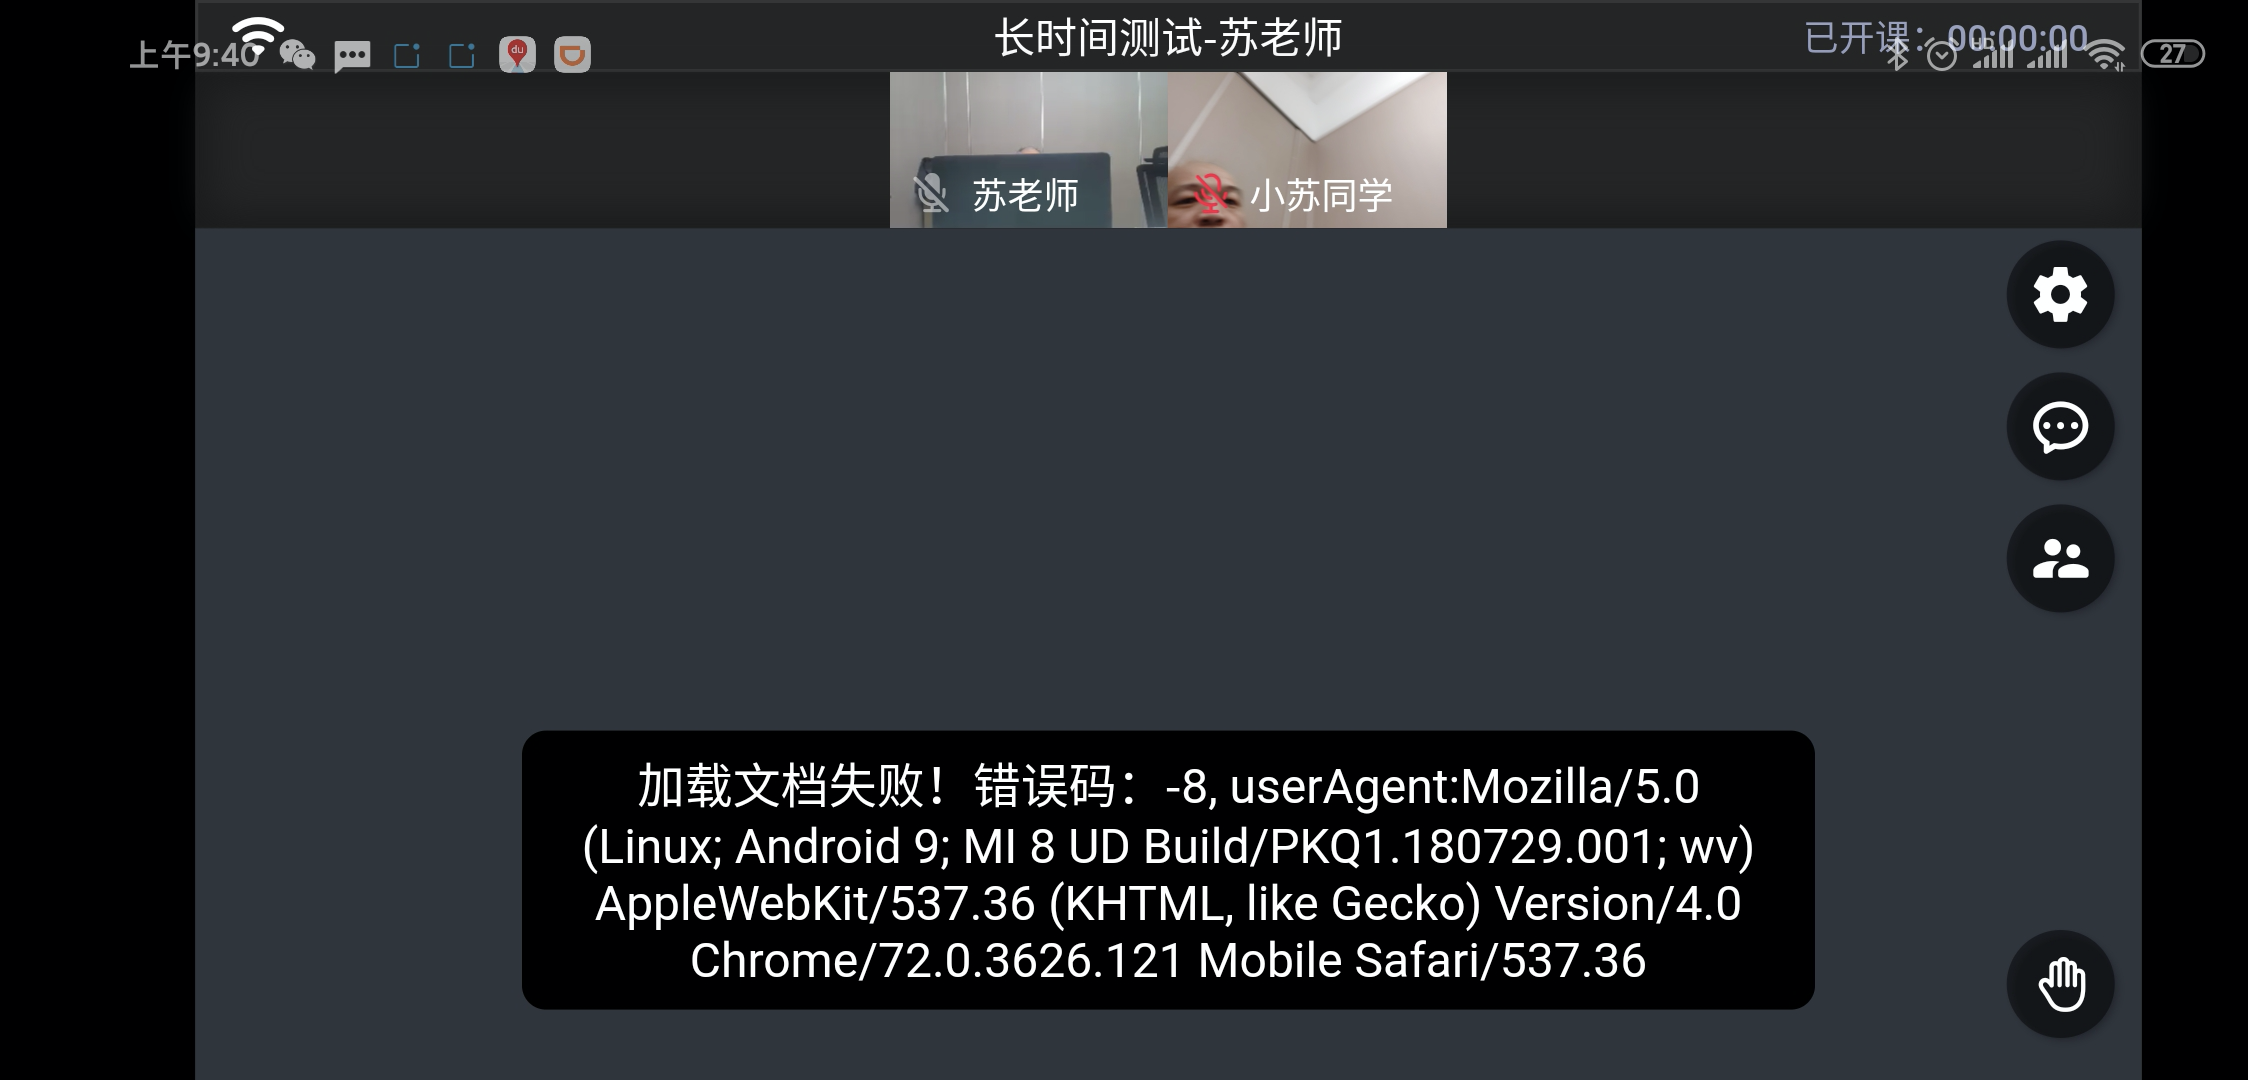 上午9:40
长时间测试-苏老师
已开课：00:00:00
27
苏老师
小苏同学
加载文档失败！错误码：-8, userAgent:Mozilla/5.0
(Linux; Android 9; MI 8 UD Build/PKQ1.180729.001; wv)
AppleWebKit/537.36 (KHTML, like Gecko) Version/4.0
Chrome/72.0.3626.121 Mobile Safari/537.36